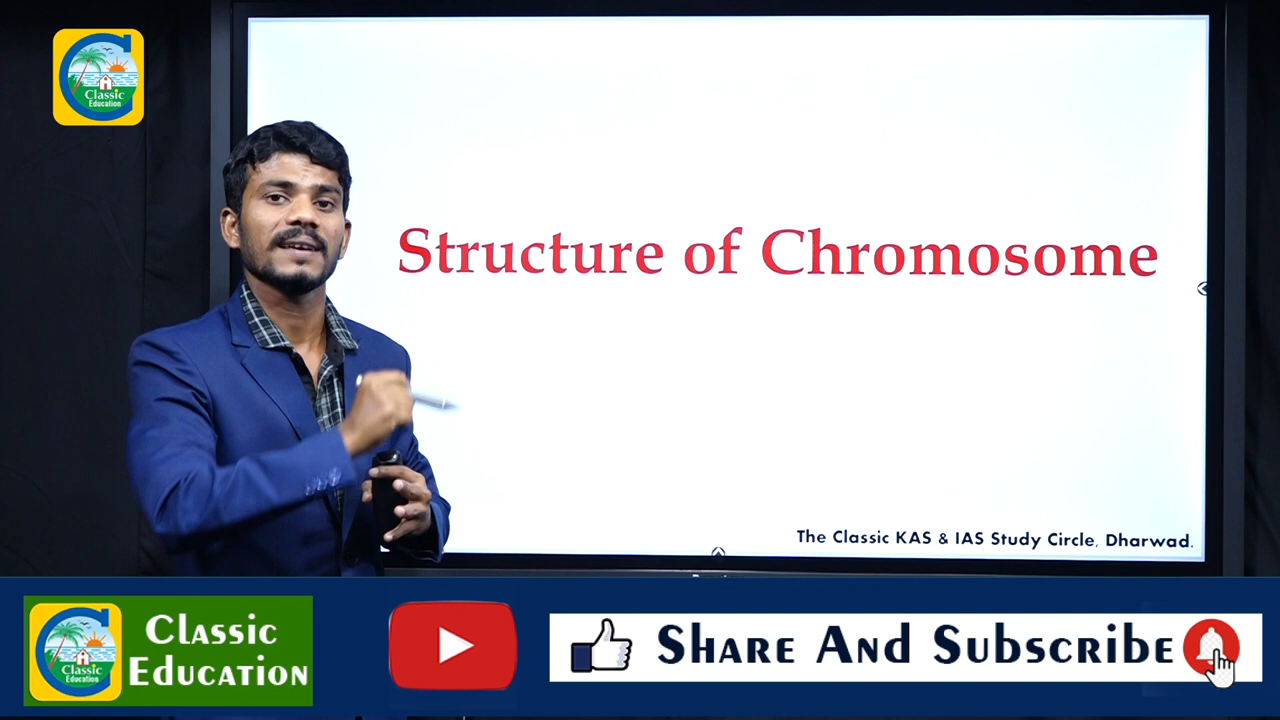 Classic
Education
Structure of Chromosome
The Classic KAS & IAS Study Circle, Dharwad.
Classic
Education
Classic
Education
Share And Subscribe